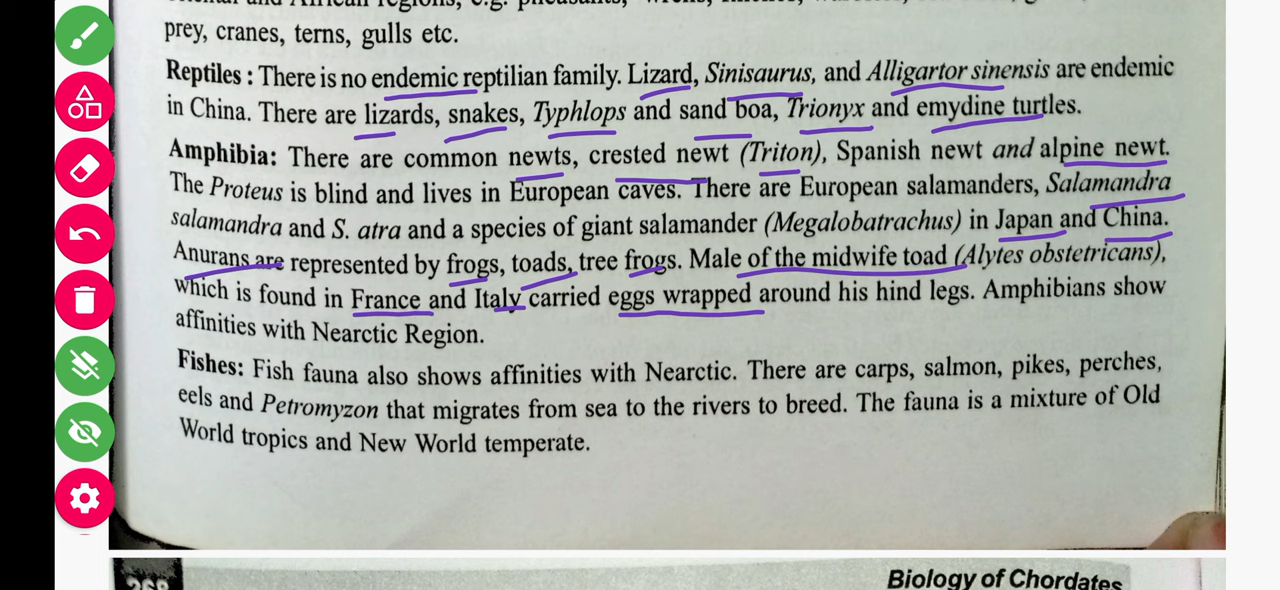 prey, cranes, terns, gulls etc.
Reptiles : There is no endemic reptilian family. Lizard, Sinisaurus, and Alligartor sinensis are endemic
in China. There are lizards, snakes, Typhlops and sand boa, Trionyx and emydine turtles.
Amphibia: There are common newts, crested newt (Triton), Spanish newt and alpine newt.
The Proteus is blind and lives in European caves. There are European salamanders, Salamandra
salamandra and S. atra and a species of giant salamander (Megalobatrachus) in Japan and China.
Anurans are represented by frogs, toads, tree frogs. Male of the midwife toad (Alytes obstetricans),
which is found in France and Italy carried eggs wrapped around his hind legs. Amphibians show
affinities with Nearctic Region.
Fishes: Fish fauna also shows affinities with Nearctic. There are carps, salmon, pikes, perches,
eels and Petromyzon that migrates from sea to the rivers to breed. The fauna is a mixture of Old
World tropics and New World temperate.
268
Biology of Chordates